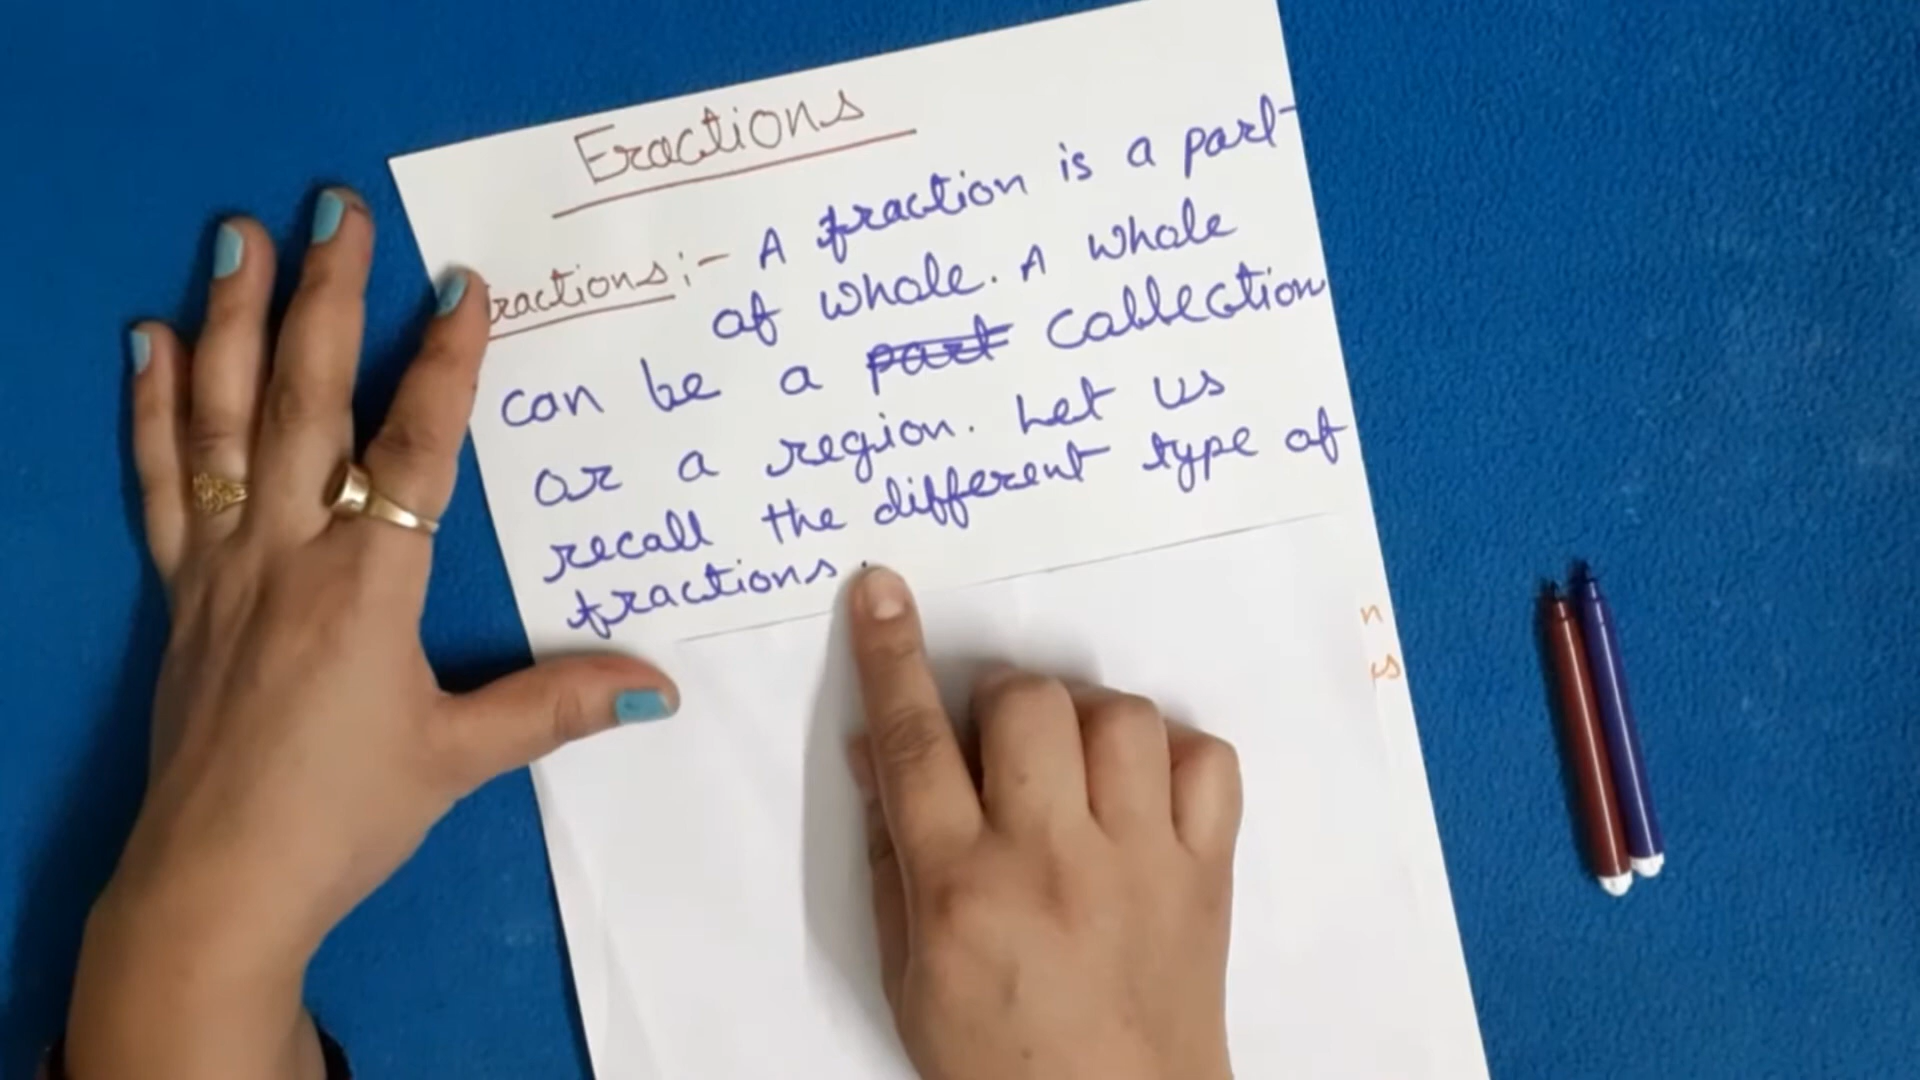 Fractions
ractions:- A fraction is a part
of whole. A whole
can be a part collection
or a region. Let us
recall the different type of
fractions.
n